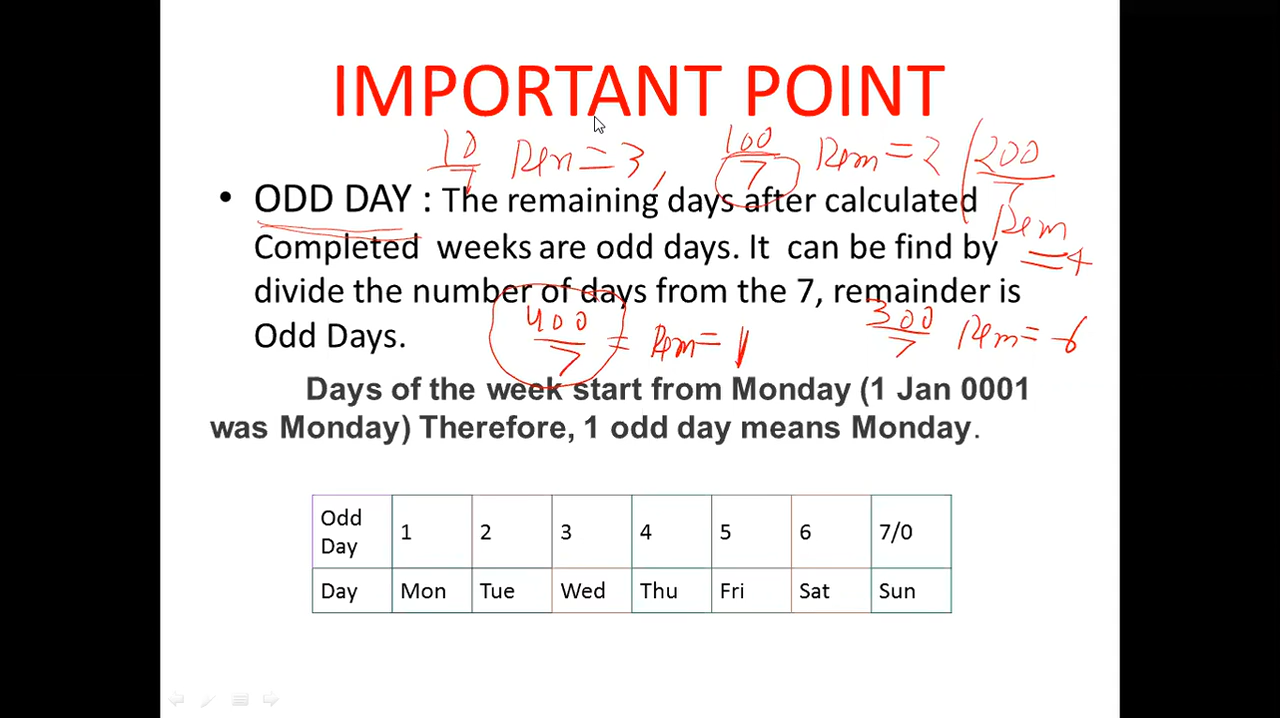 IMPORTANT POINT
10/7 Rem = 3, 100/7 Rem = 2 200/7 Rem = 4
• ODD DAY : The remaining days after calculated
Completed weeks are odd days. It can be find by
divide the number of days from the 7, remainder is
Odd Days.
400/7 = Rem = 1 300/7 Rem = 6
Days of the week start from Monday (1 Jan 0001
was Monday) Therefore, 1 odd day means Monday.
Odd Day 1 2 3 4 5 6 7/0
Day Mon Tue Wed Thu Fri Sat Sun